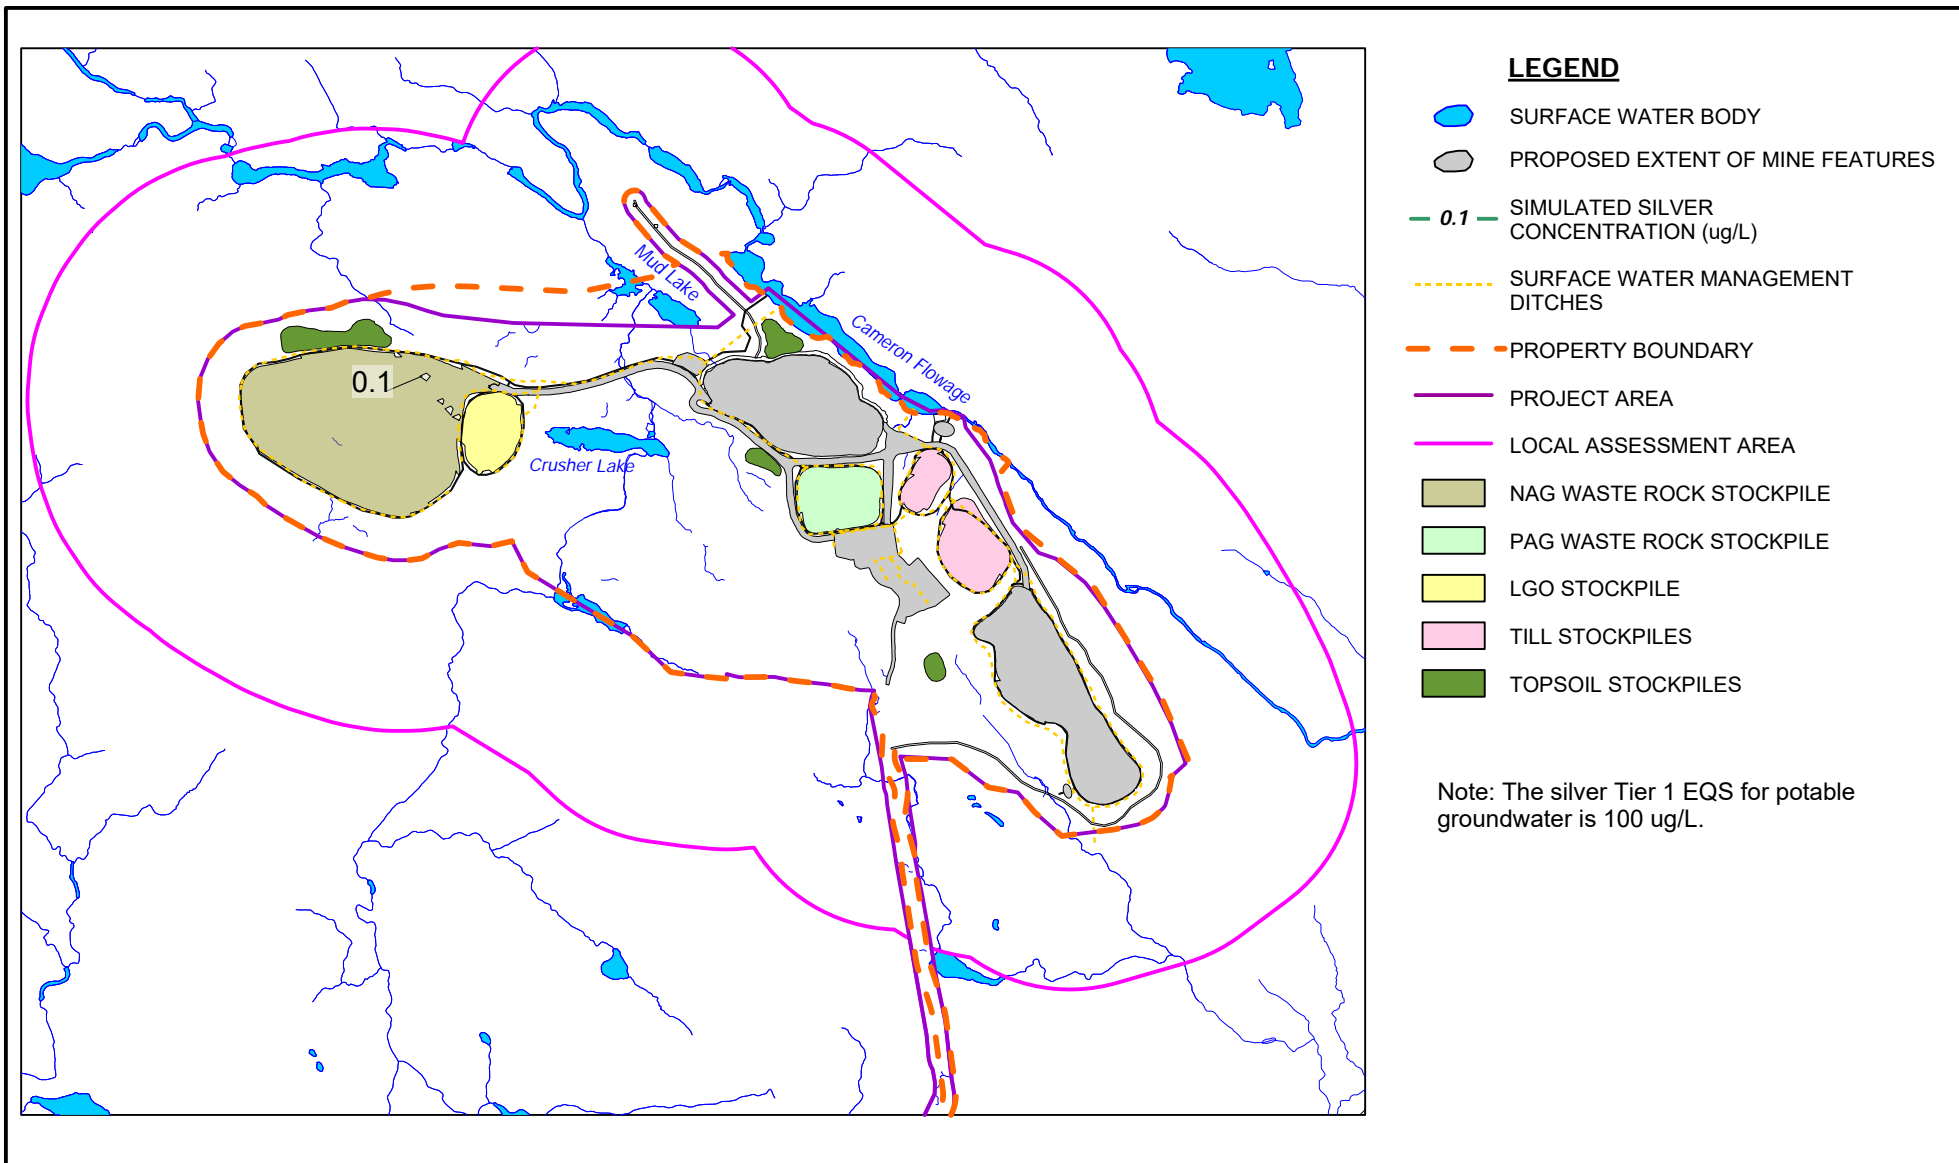 Mud Lake
Cameron Flowage
0.1
Crusher Lake
LEGEND
SURFACE WATER BODY
PROPOSED EXTENT OF MINE FEATURES
0.1
SIMULATED SILVER
CONCENTRATION (ug/L)
SURFACE WATER MANAGEMENT
DITCHES
PROPERTY BOUNDARY
PROJECT AREA
LOCAL ASSESSMENT AREA
NAG WASTE ROCK STOCKPILE
PAG WASTE ROCK STOCKPILE
LGO STOCKPILE
TILL STOCKPILES
TOPSOIL STOCKPILES
Note: The silver Tier 1 EQS for potable
groundwater is 100 ug/L.